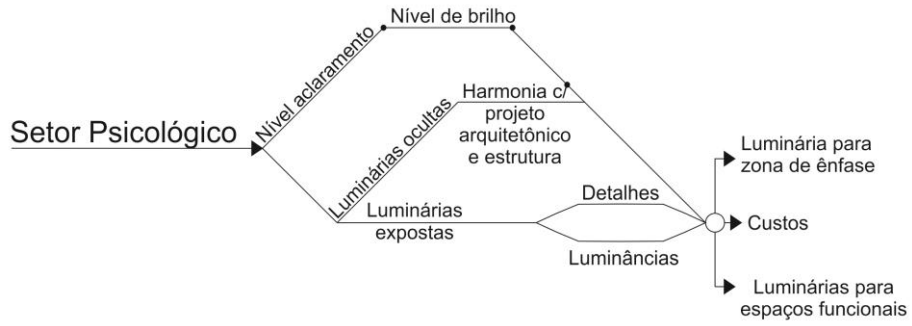 Nível de brilho
Nível aclaramento
Setor Psicológico
Luminárias ocultas
Harmonia c/
projeto
arquitetônico
e estrutura
Luminárias
expostas
Detalhes
Luminâncias
Luminária para
zona de ênfase
Custos
Luminárias para
espaços funcionais